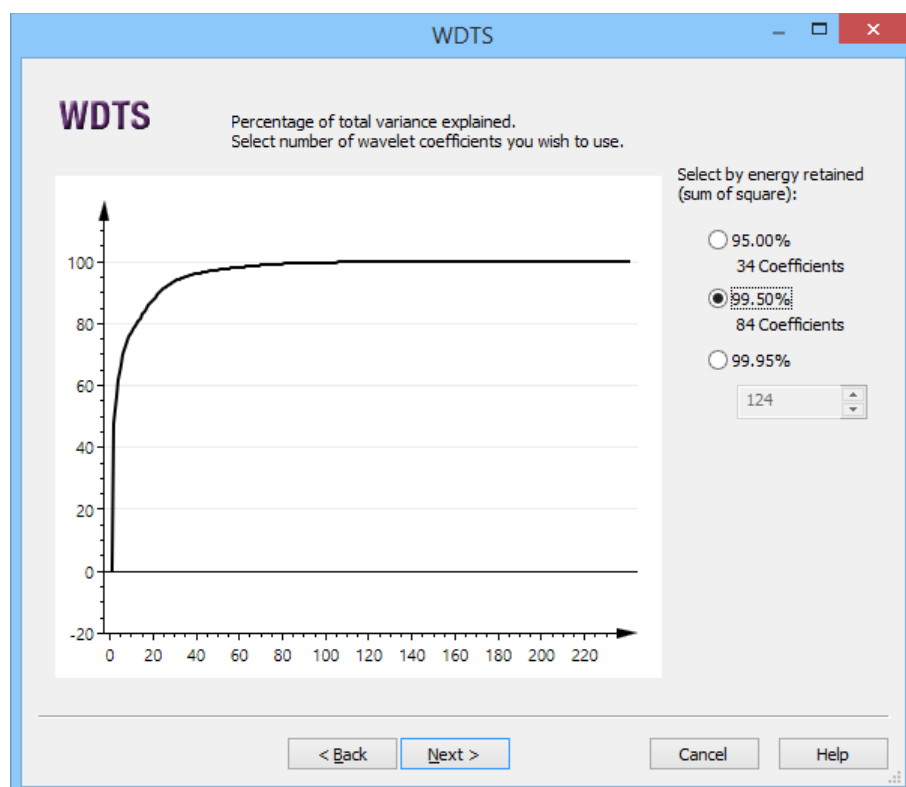 WDTS
WDTS
Percentage of total variance explained.
Select number of wavelet coefficients you wish to use.
Select by energy retained
(sum of square):
95.00%
34 Coefficients
99.50%
84 Coefficients
99.95%
124
100
80
60
40
20
0
-20
0 20 40 60 80 100 120 140 160 180 200 220
< Back
Next >
Cancel
Help